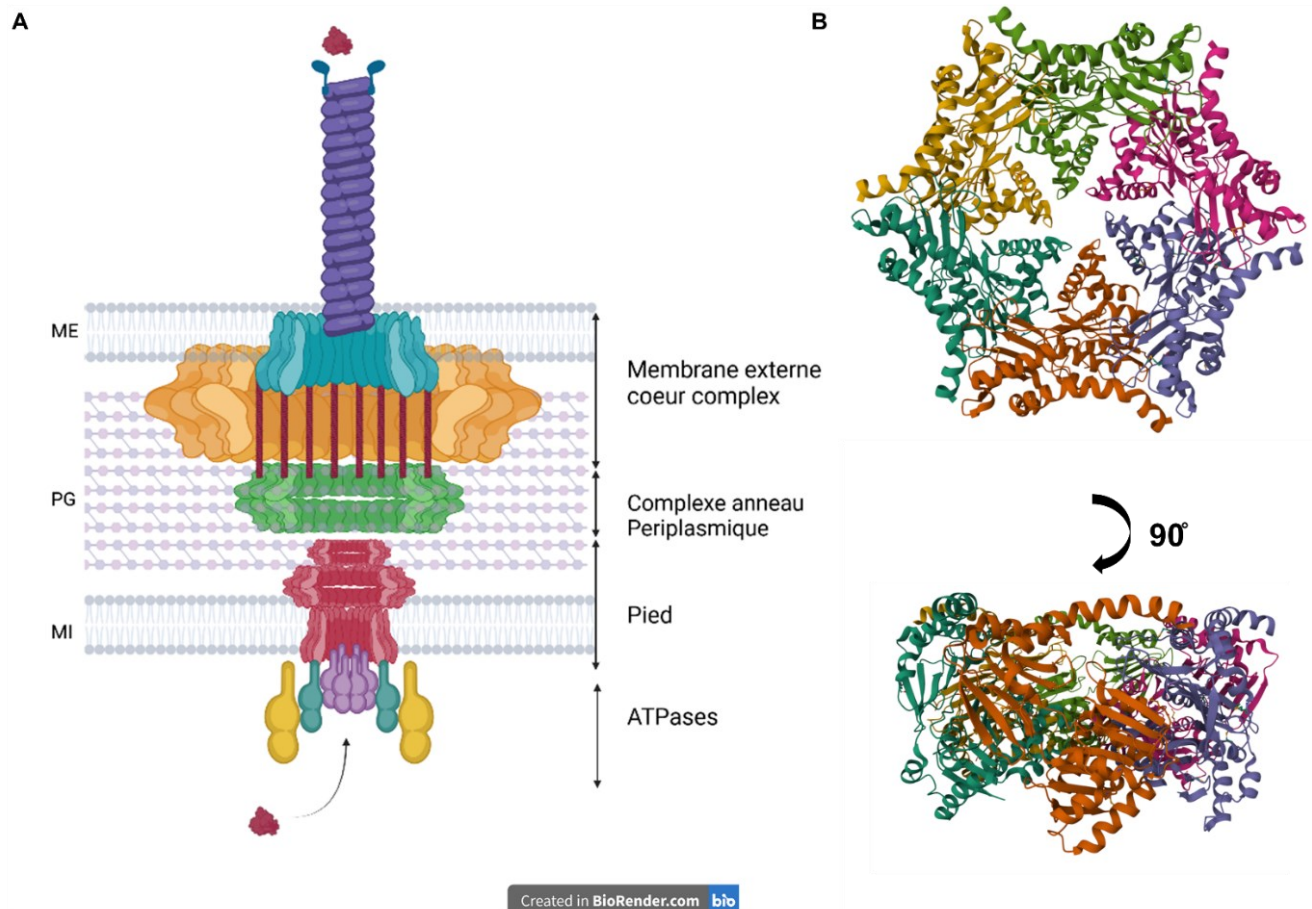 A
B
ME
Membrane externe
coeur complex
PG
Complexe anneau
Periplasmique
90°
Pied
MI
ATPases
Created in BioRender.com bio